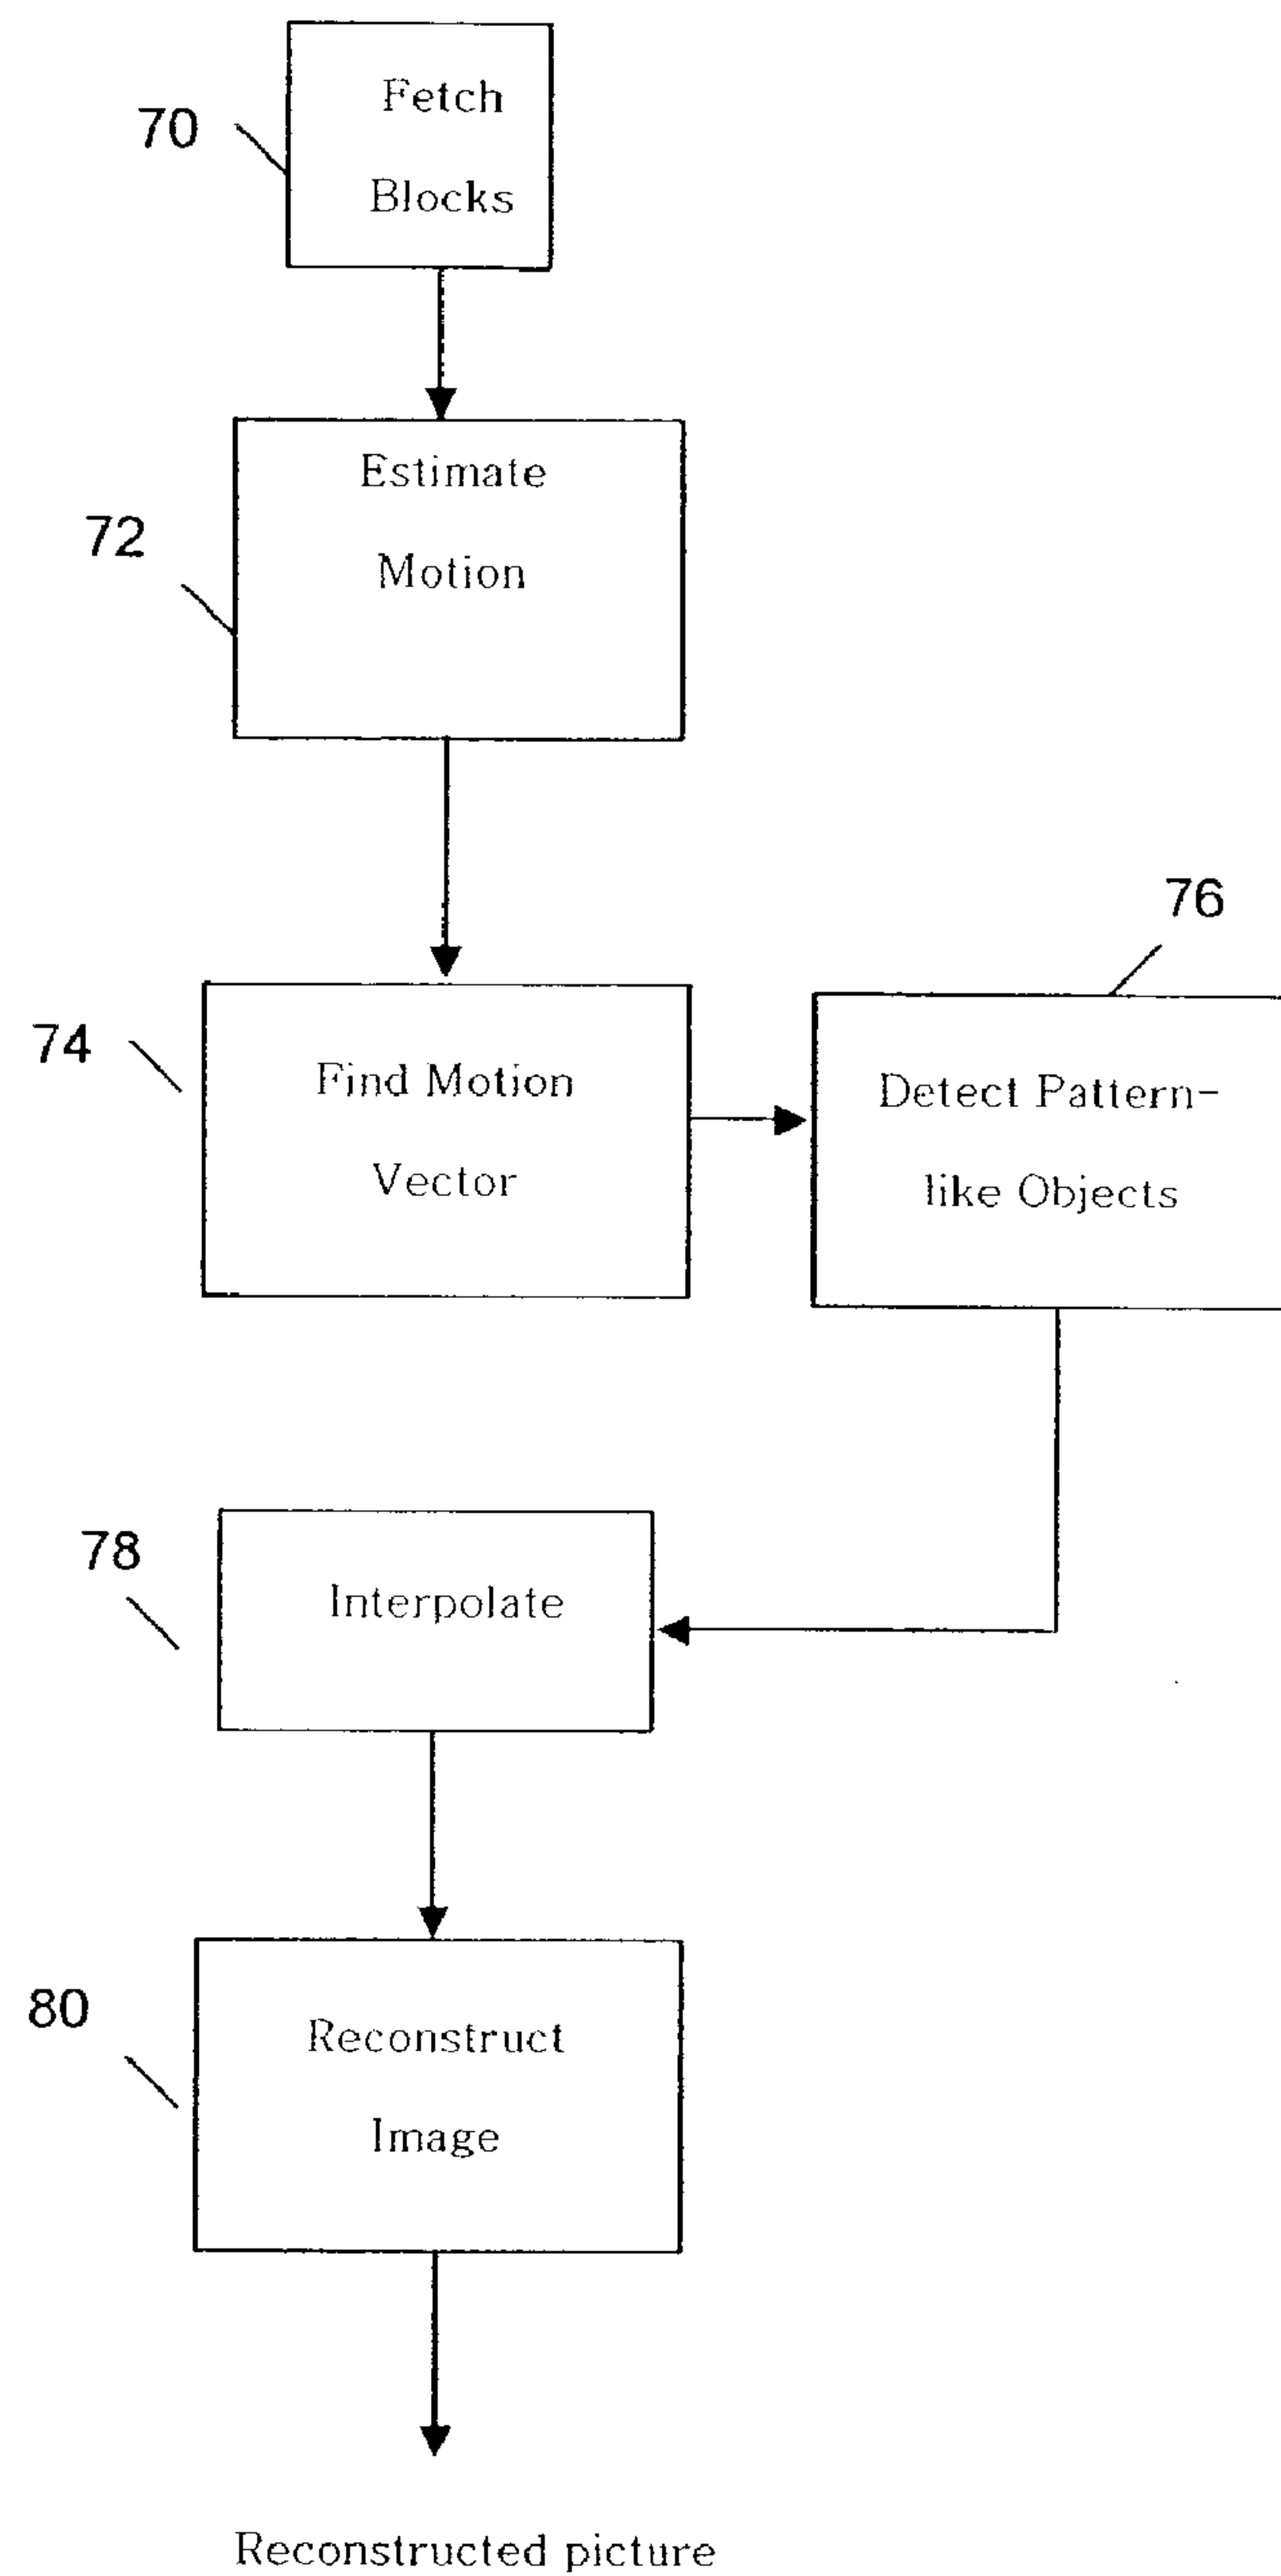 Fetch
Blocks
70
Estimate
Motion
72
76
Find Motion
Vector
74
Detect Pattern-
like Objects
Interpolate
78
Reconstruct
Image
80
Reconstructed picture